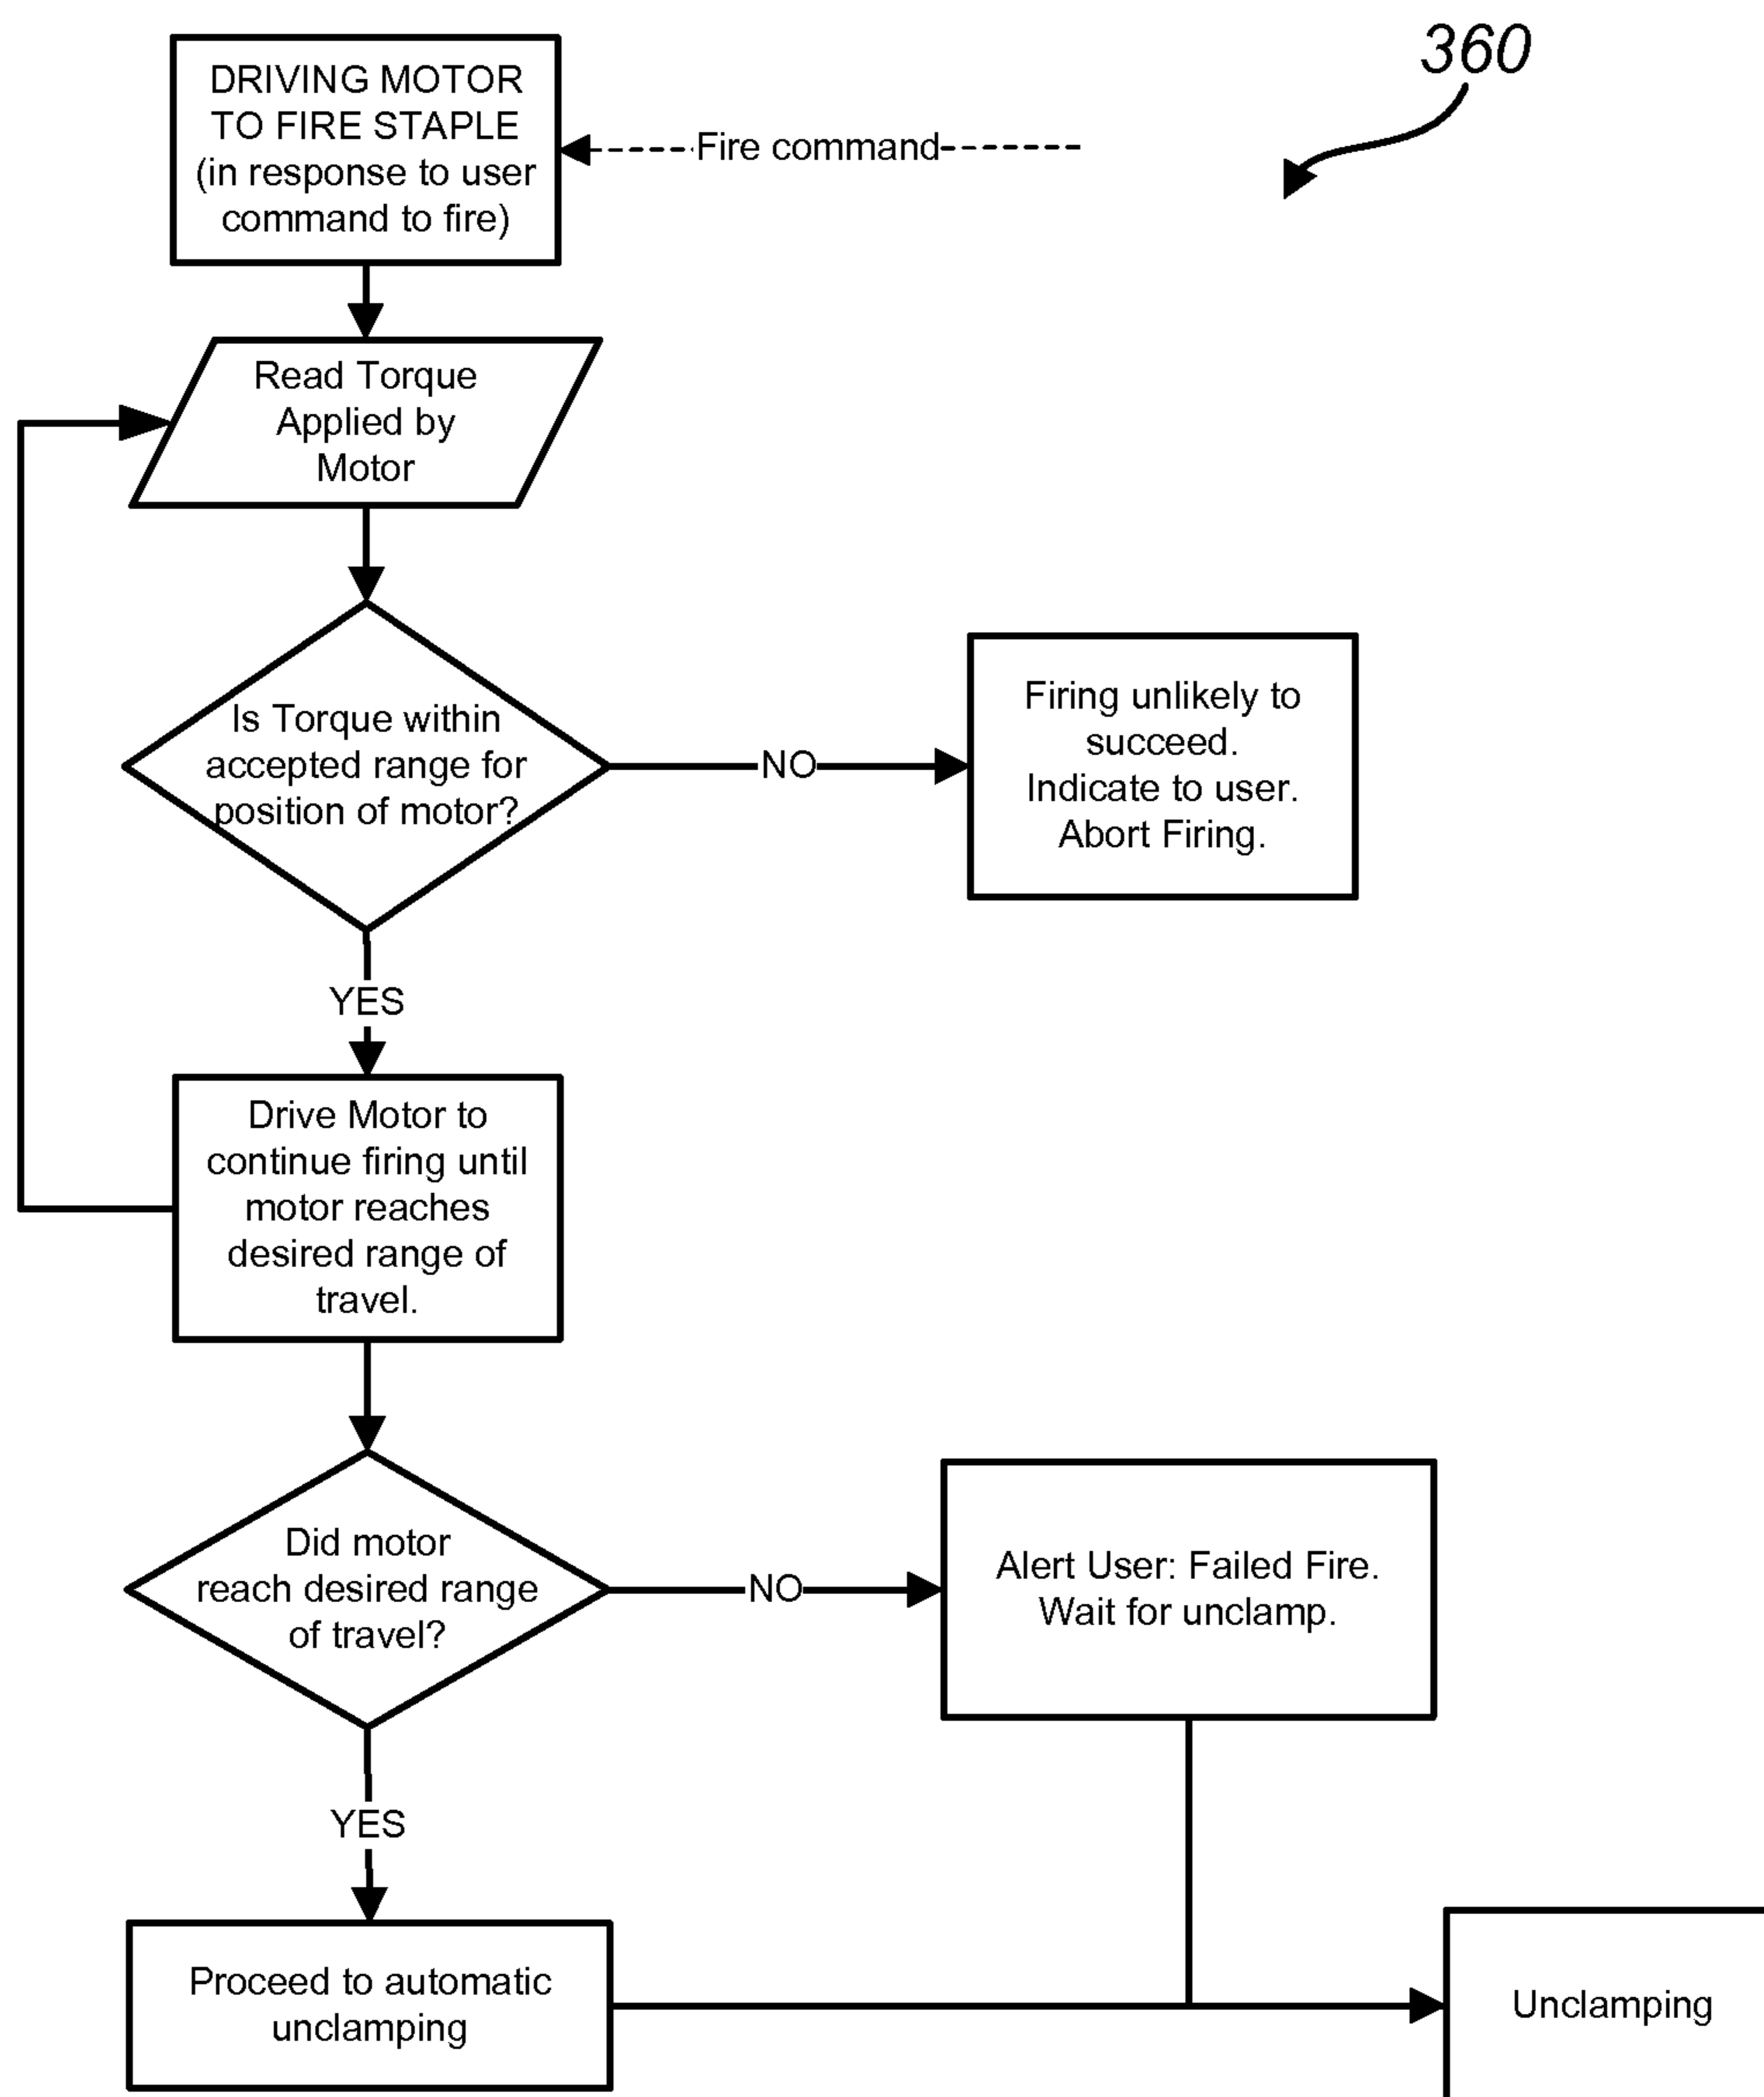 360
DRIVING MOTOR
TO FIRE STAPLE
(in response to user
command to fire)
Fire command
Read Torque
Applied by
Motor
Is Torque within
accepted range for
position of motor?
NO
Firing unlikely to
succeed.
Indicate to user.
Abort Firing.
YES
Drive Motor to
continue firing until
motor reaches
desired range of
travel.
Did motor
reach desired range
of travel?
NO
Alert User: Failed Fire.
Wait for unclamp.
YES
Proceed to automatic
unclamping
Unclamping